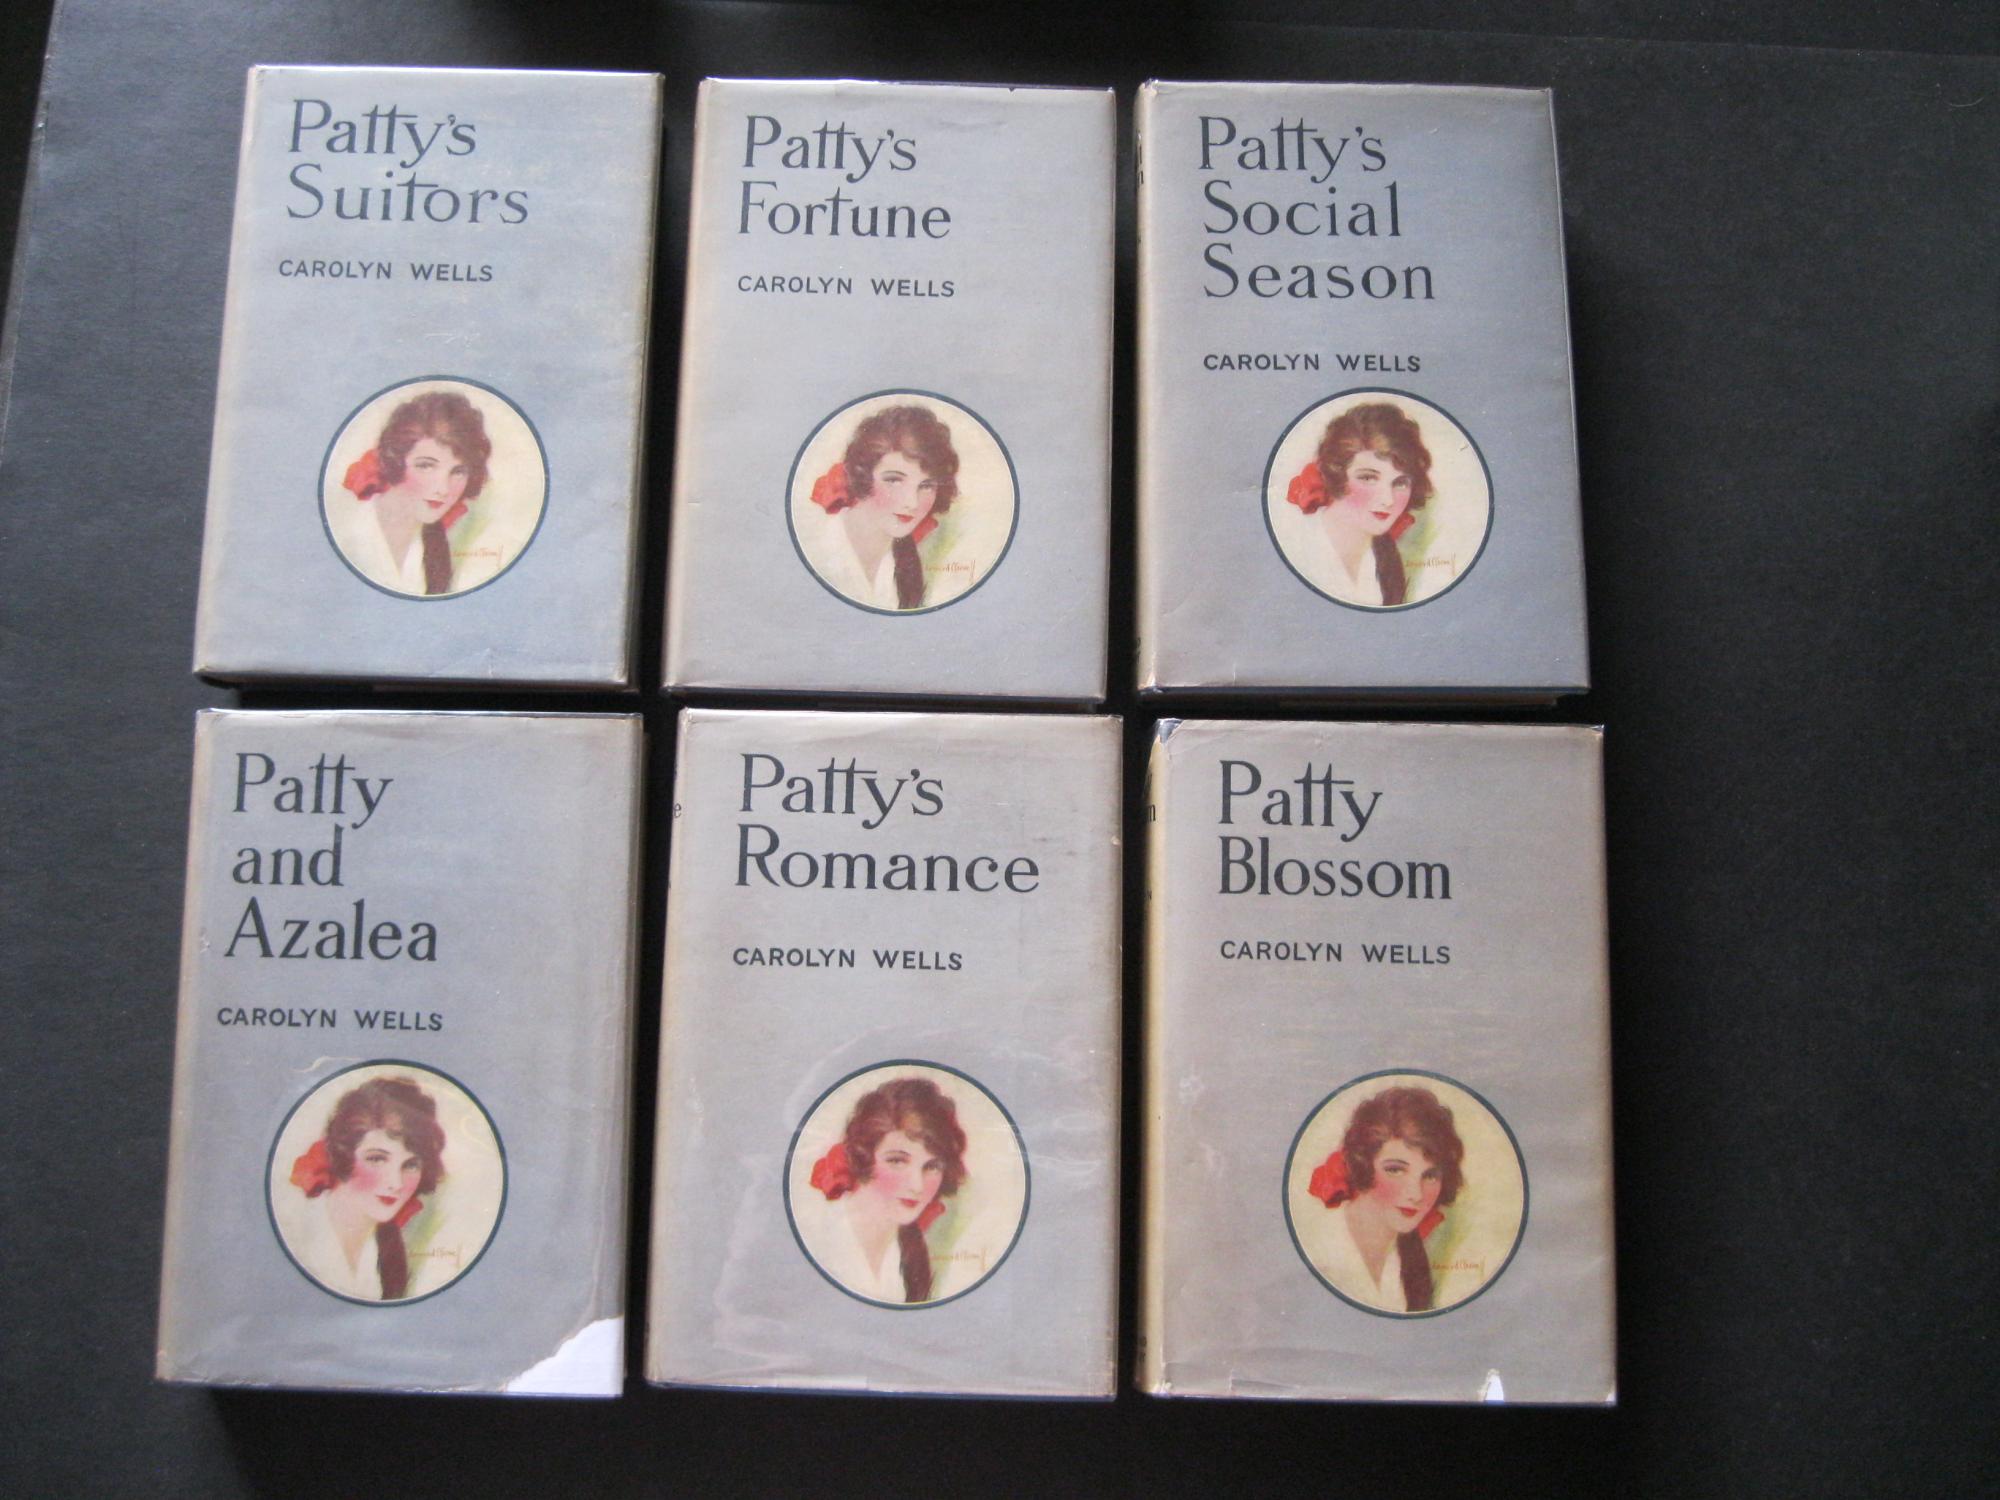 Patty's
Suitors
CAROLYN WELLS
Patty's
Fortune
CAROLYN WELLS
Patty's
Social
Season
CAROLYN WELLS
Patty
and
Azalea
CAROLYN WELLS
Patty's
Romance
CAROLYN WELLS
Patty
Blossom
CAROLYN WELLS